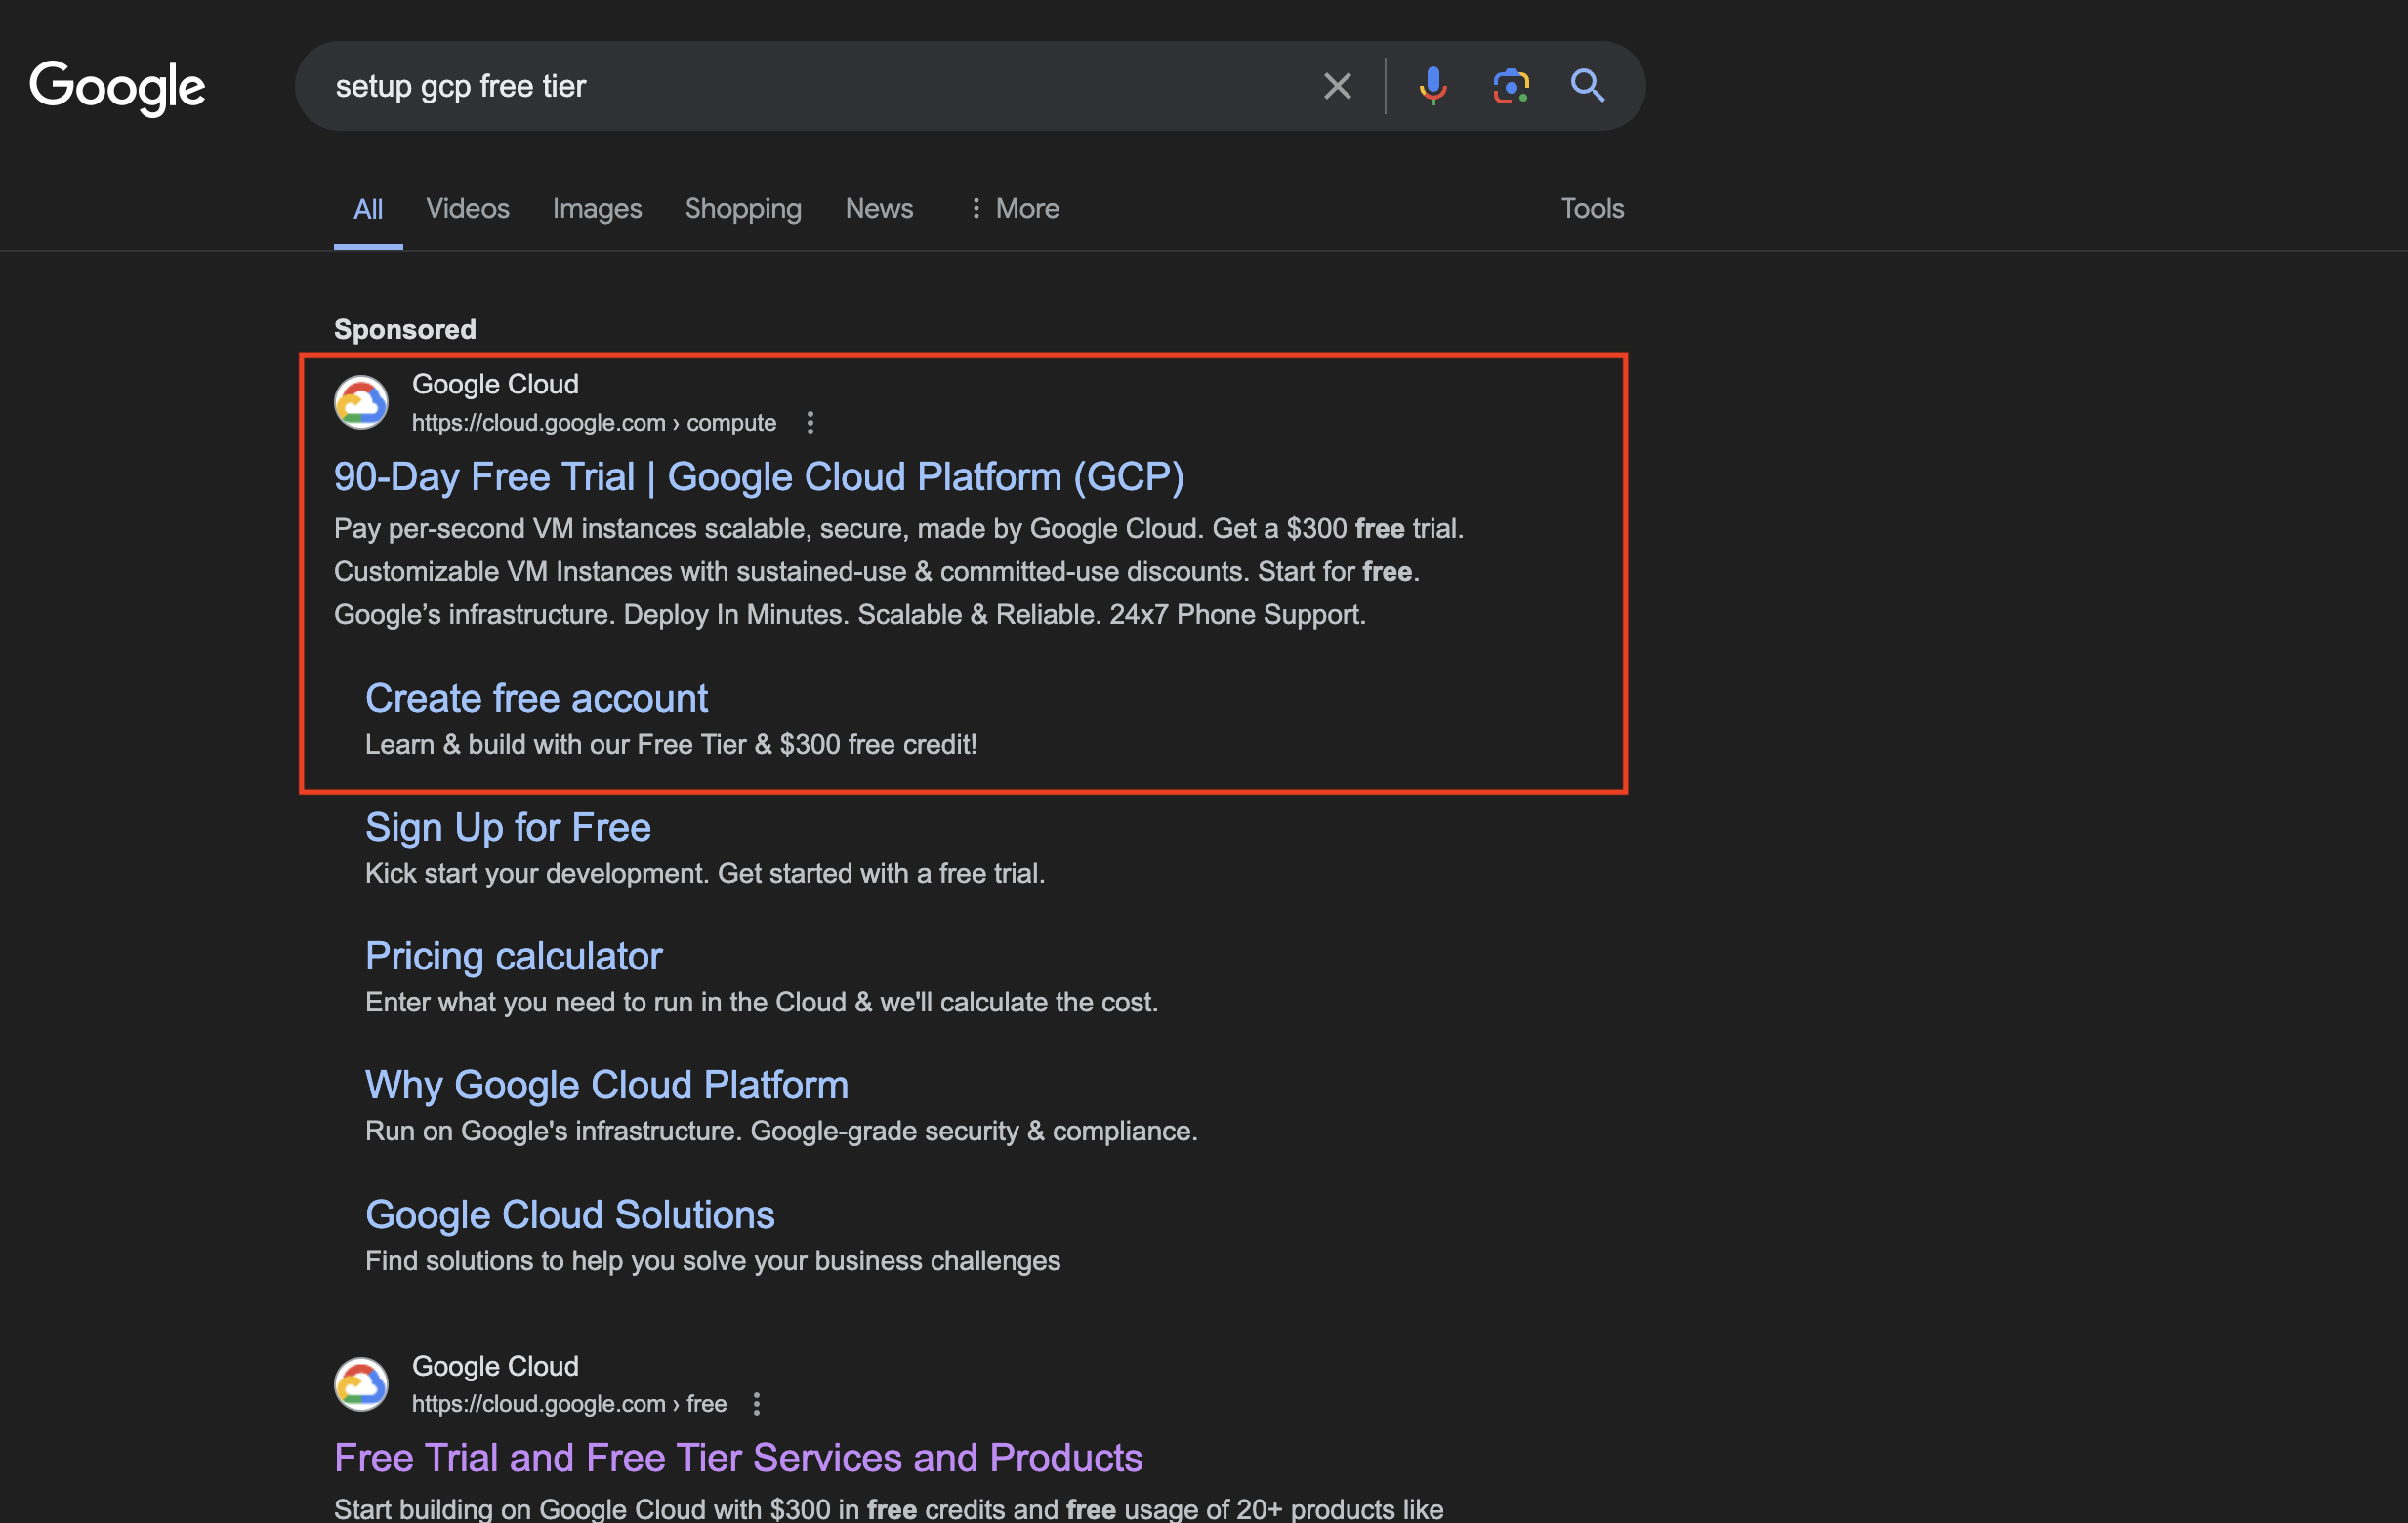 Google
setup gcp free tier
All Videos Images Shopping News More Tools
Sponsored
Google Cloud
https://cloud.google.com › compute
90-Day Free Trial | Google Cloud Platform (GCP)
Pay per-second VM instances scalable, secure, made by Google Cloud. Get a $300 free trial.
Customizable VM Instances with sustained-use & committed-use discounts. Start for free.
Google’s infrastructure. Deploy In Minutes. Scalable & Reliable. 24x7 Phone Support.
Create free account
Learn & build with our Free Tier & $300 free credit!
Sign Up for Free
Kick start your development. Get started with a free trial.
Pricing calculator
Enter what you need to run in the Cloud & we'll calculate the cost.
Why Google Cloud Platform
Run on Google's infrastructure. Google-grade security & compliance.
Google Cloud Solutions
Find solutions to help you solve your business challenges
Google Cloud
https://cloud.google.com › free
Free Trial and Free Tier Services and Products
Start building on Google Cloud with $300 in free credits and free usage of 20+ products like